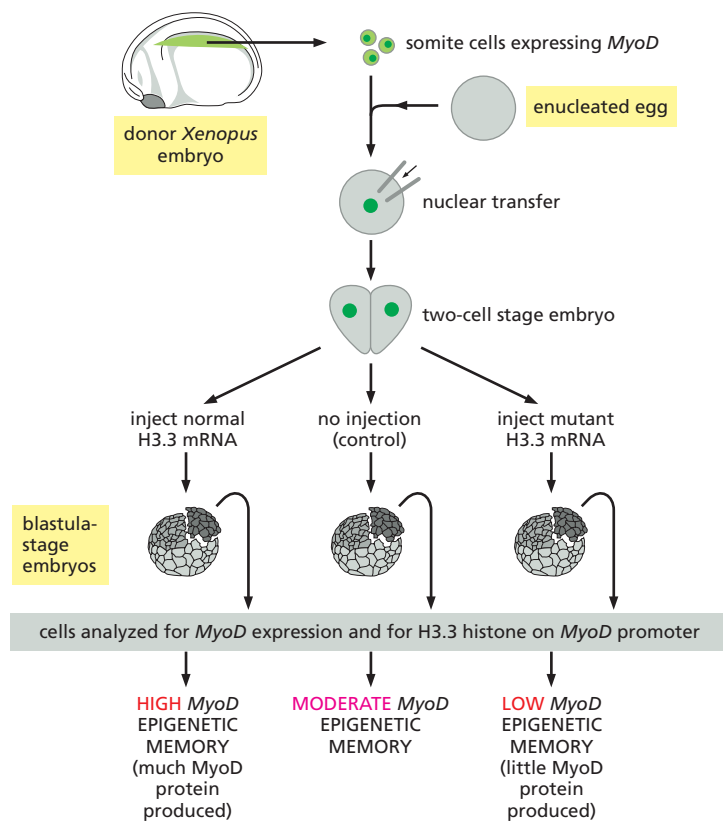 somite cells expressing MyoD
donor Xenopus
embryo
enucleated egg
nuclear transfer
two-cell stage embryo
inject normal
H3.3 mRNA
no injection
(control)
inject mutant
H3.3 mRNA
blastula-
stage
embryos
cells analyzed for MyoD expression and for H3.3 histone on MyoD promoter
HIGH MyoD
EPIGENETIC
MEMORY
(much MyoD
protein
produced)
MODERATE MyoD
EPIGENETIC
MEMORY
LOW MyoD
EPIGENETIC
MEMORY
(little MyoD
protein
produced)